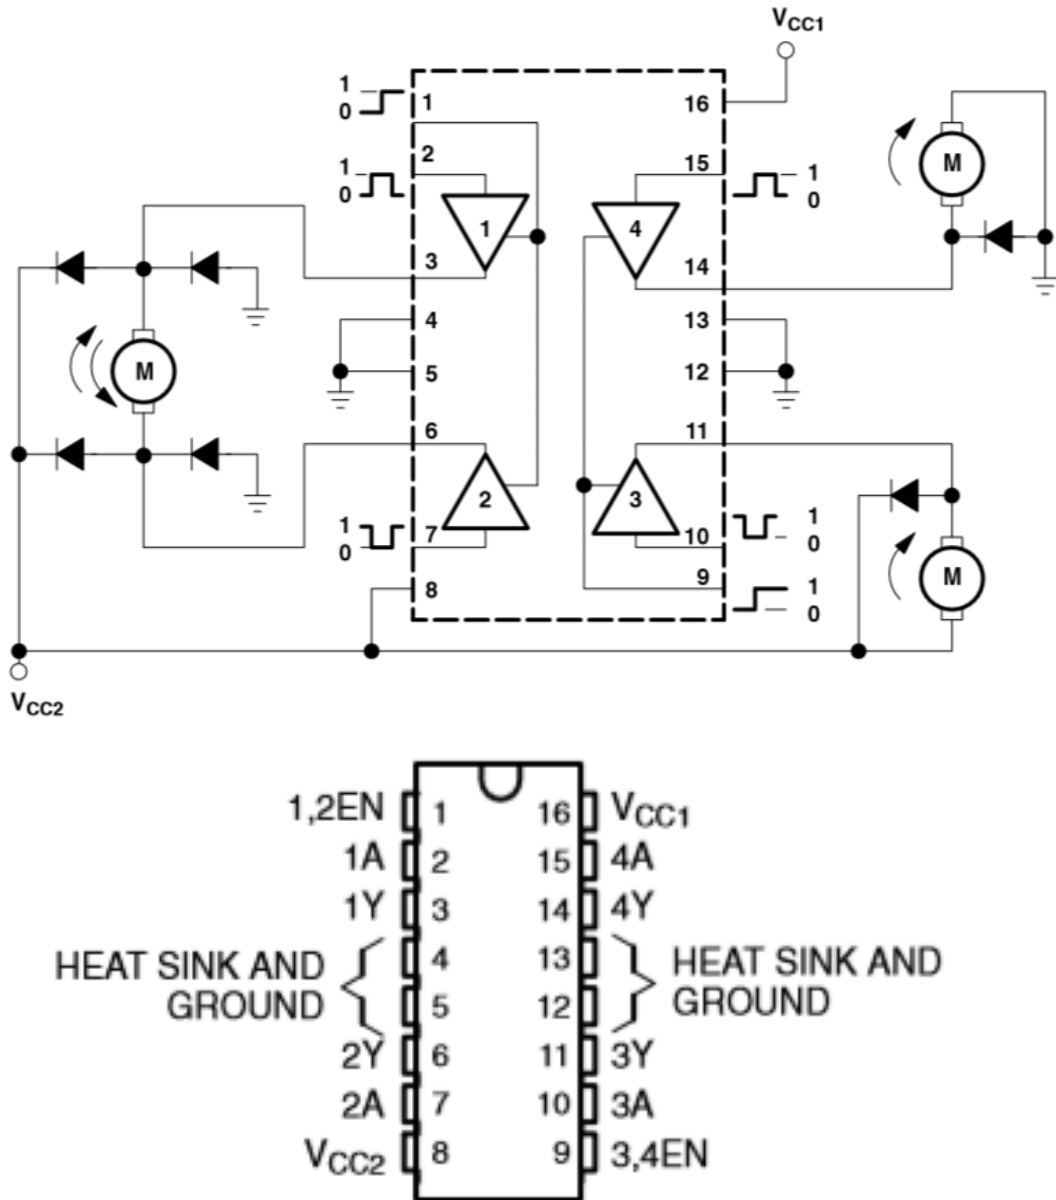 VCC1
1
0
1
16
1
0
2
15
1
0
M
1
4
3
14
4
13
M
5
12
6
11
2
3
1
0
7
10
1
0
8
9
1
0
M
VCC2
1,2EN 1 16 VCC1
1A 2 15 4A
1Y 3 14 4Y
HEAT SINK AND 4 13 HEAT SINK AND
GROUND 5 12 GROUND
2Y 6 11 3Y
2A 7 10 3A
VCC2 8 9 3,4EN